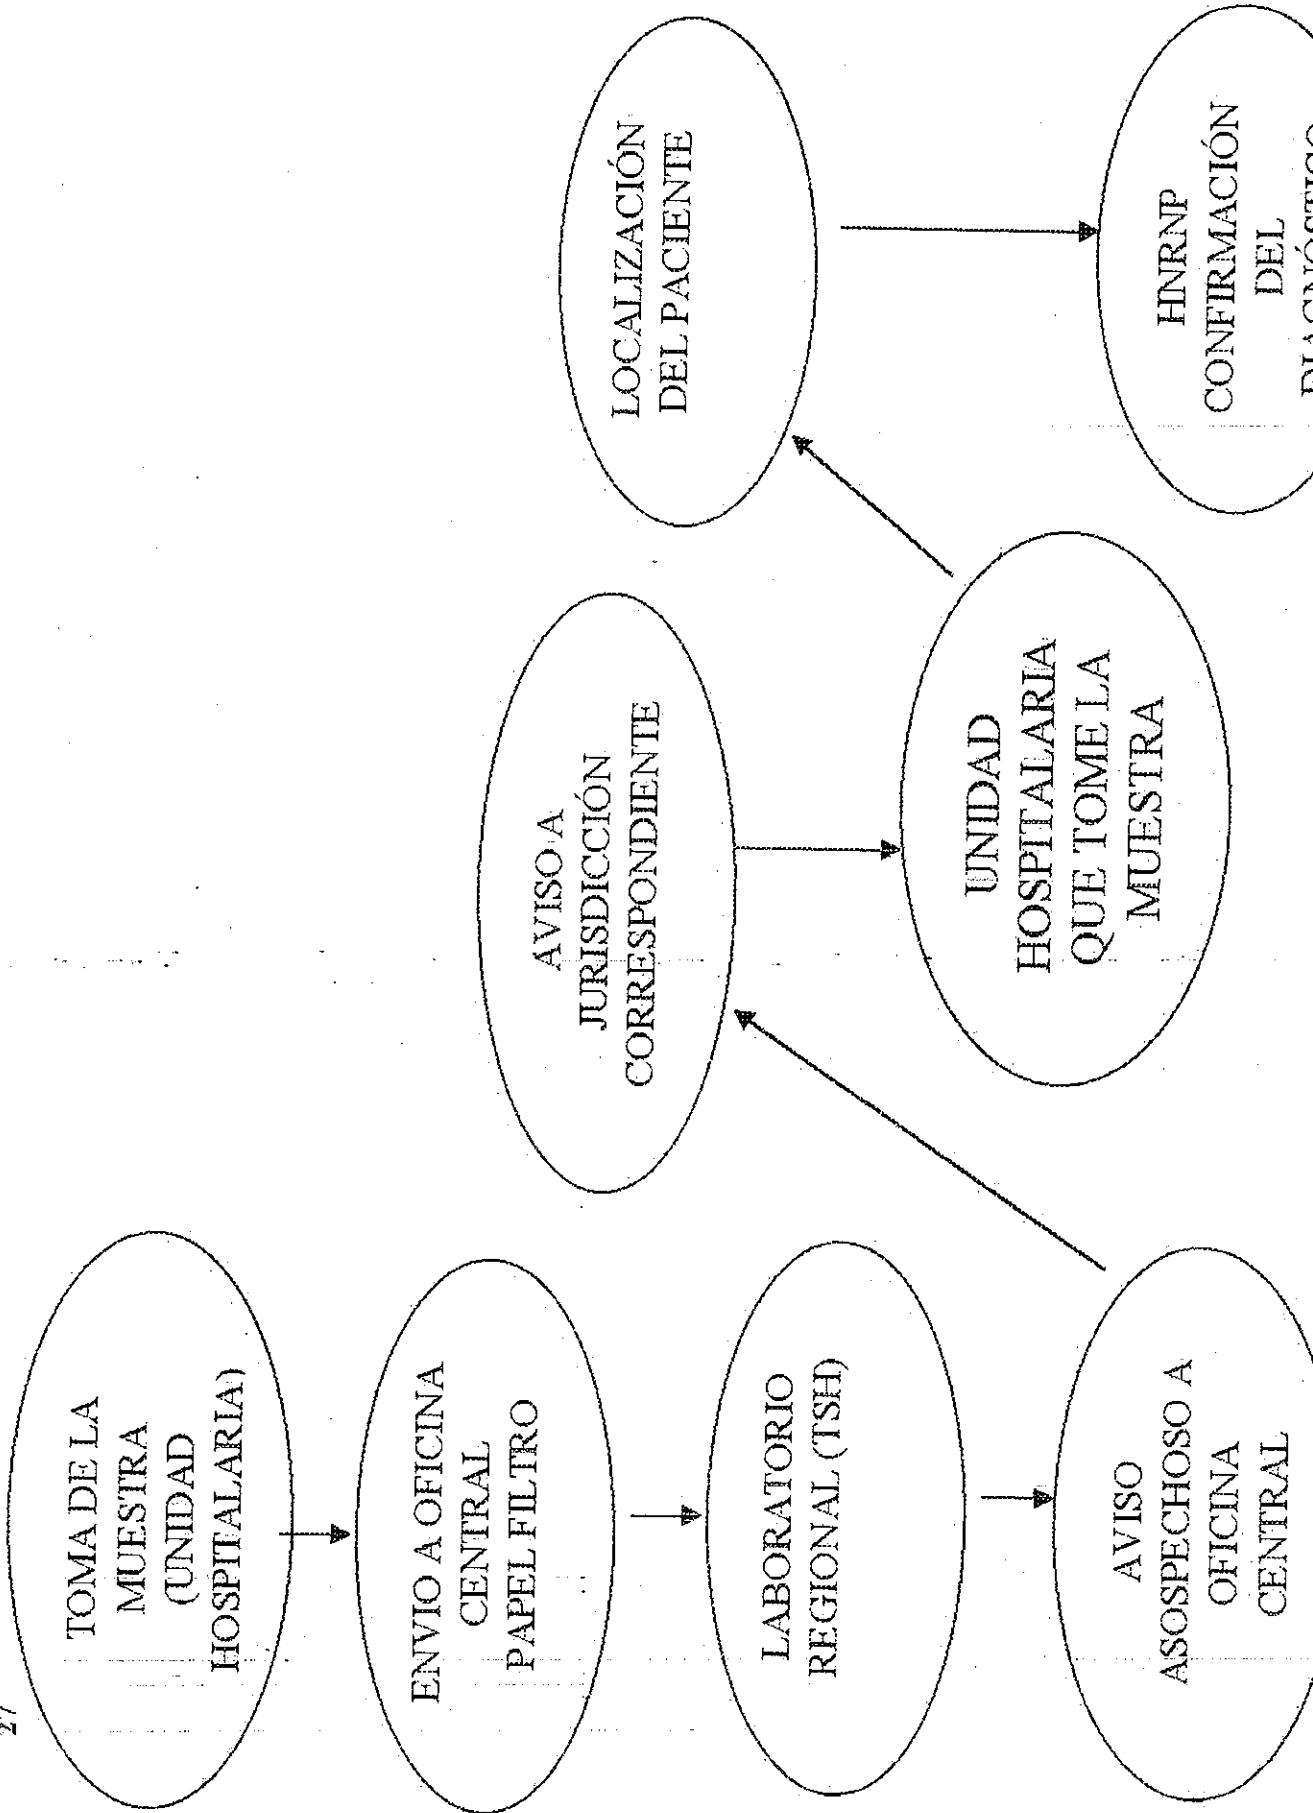 27
TOMA DE LA
MUESTRA
(UNIDAD
HOSPITALARIA)
ENVIO A OFICINA
CENTRAL
PAPEL FILTRO
LABORATORIO
REGIONAL (TSH)
AVISO
ASOSPECHOSO A
OFICINA
CENTRAL
AVISO A
JURISDICCIÓN
CORRESPONDIENTE
UNIDAD
HOSPITALARIA
QUE TOME LA
MUESTRA
LOCALIZACIÓN
DEL PACIENTE
HNRNP
CONFIRMACIÓN
DEL
DIAGNÓSTICO